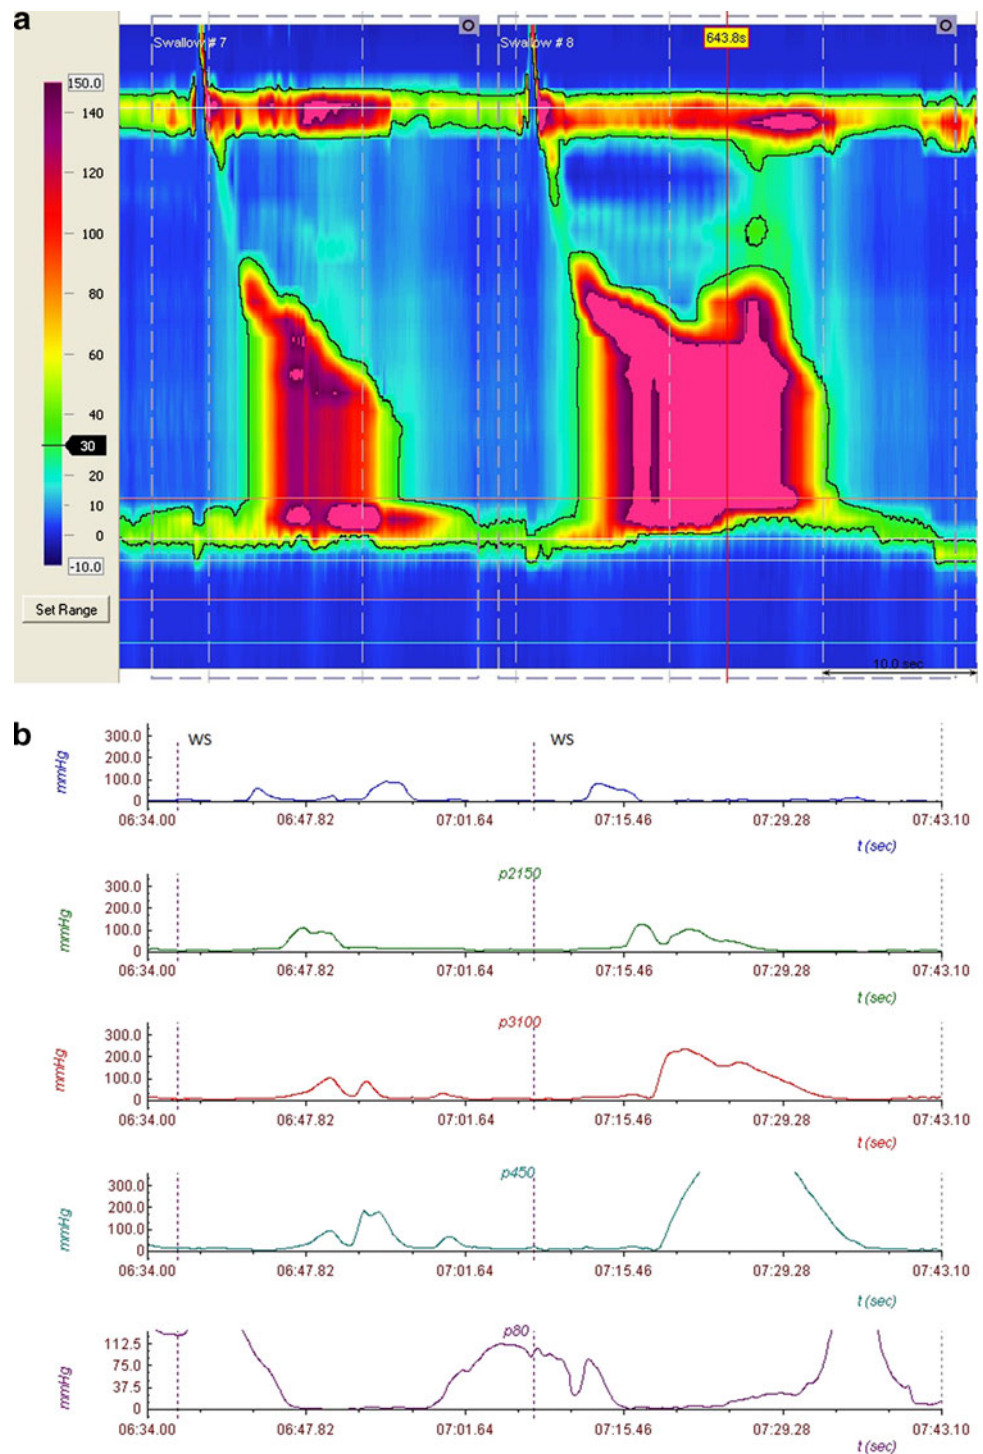 a
Swallow # 7
Swallow # 8
643.8s
150.0
140
120
100
80
60
40
30
20
10
0
-10.0
Set Range
10.0 sec
b
mmHg
300.0
200.0
100.0
0
WS
WS
06:34.00 06:47.82 07:01.64 07:15.46 07:29.28 07:43.10
t (sec)
p2150
mmHg
300.0
200.0
100.0
0
06:34.00 06:47.82 07:01.64 07:15.46 07:29.28 07:43.10
t (sec)
p3100
mmHg
300.0
200.0
100.0
0
06:34.00 06:47.82 07:01.64 07:15.46 07:29.28 07:43.10
t (sec)
p450
mmHg
300.0
200.0
100.0
0
06:34.00 06:47.82 07:01.64 07:15.46 07:29.28 07:43.10
t (sec)
p80
mmHg
112.5
75.0
37.5
0
06:34.00 06:47.82 07:01.64 07:15.46 07:29.28 07:43.10
t (sec)